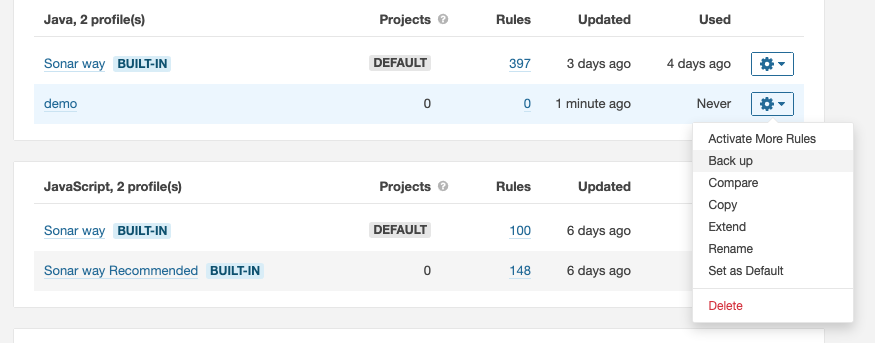 Java, 2 profile(s) Projects ? Rules Updated Used
Sonar way BUILT-IN DEFAULT 397 3 days ago 4 days ago
demo 0 0 1 minute ago Never
Activate More Rules
Back up
Compare
Copy
Extend
Rename
Set as Default
Delete
JavaScript, 2 profile(s) Projects ? Rules Updated
Sonar way BUILT-IN DEFAULT 100 6 days ago
Sonar way Recommended BUILT-IN 0 148 6 days ago